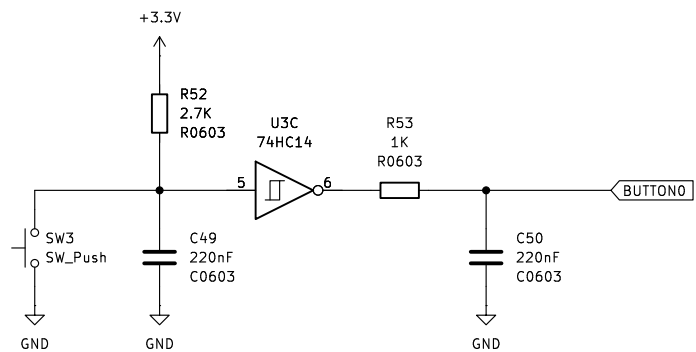 +3.3V
R52
2.7K
R0603
U3C
74HC14
R53
1K
R0603
5
6
BUTTON0
SW3
SW_Push
C49
220nF
C0603
C50
220nF
C0603
GND
GND
GND